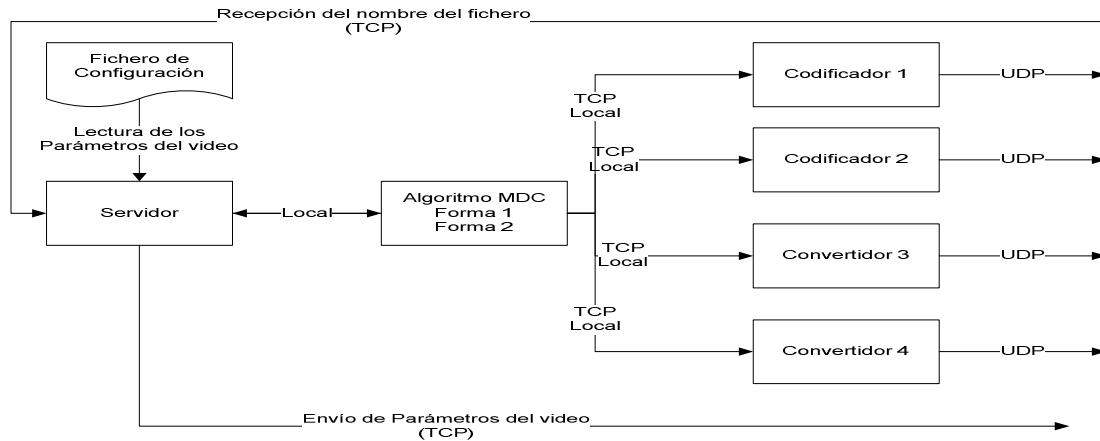 Recepción del nombre del fichero
(TCP)
Fichero de
Configuración
Lectura de los
Parámetros del video
Servidor
Local
Algoritmo MDC
Forma 1
Forma 2
TCP
Local
Codificador 1
UDP
TCP
Local
Codificador 2
UDP
TCP
Local
Convertidor 3
UDP
TCP
Local
Convertidor 4
UDP
Envío de Parámetros del video
(TCP)